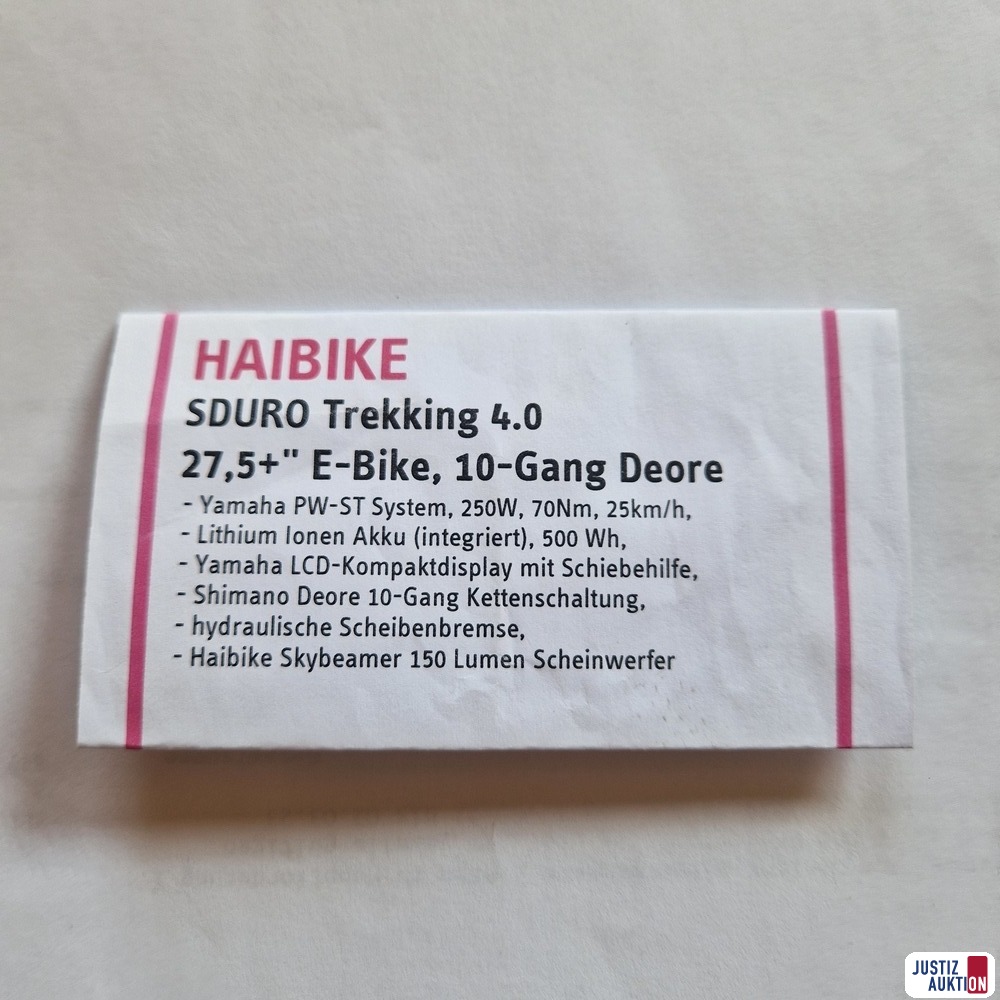 HAIBIKE
SDURO Trekking 4.0
27,5+" E-Bike, 10-Gang Deore
- Yamaha PW-ST System, 250W, 70Nm, 25km/h,
- Lithium Ionen Akku (integriert), 500 Wh,
- Yamaha LCD-Kompaktdisplay mit Schiebehilfe,
- Shimano Deore 10-Gang Kettenschaltung,
- hydraulische Scheibenbremse,
- Haibike Skybeamer 150 Lumen Scheinwerfer
JUSTIZ
AUKTION